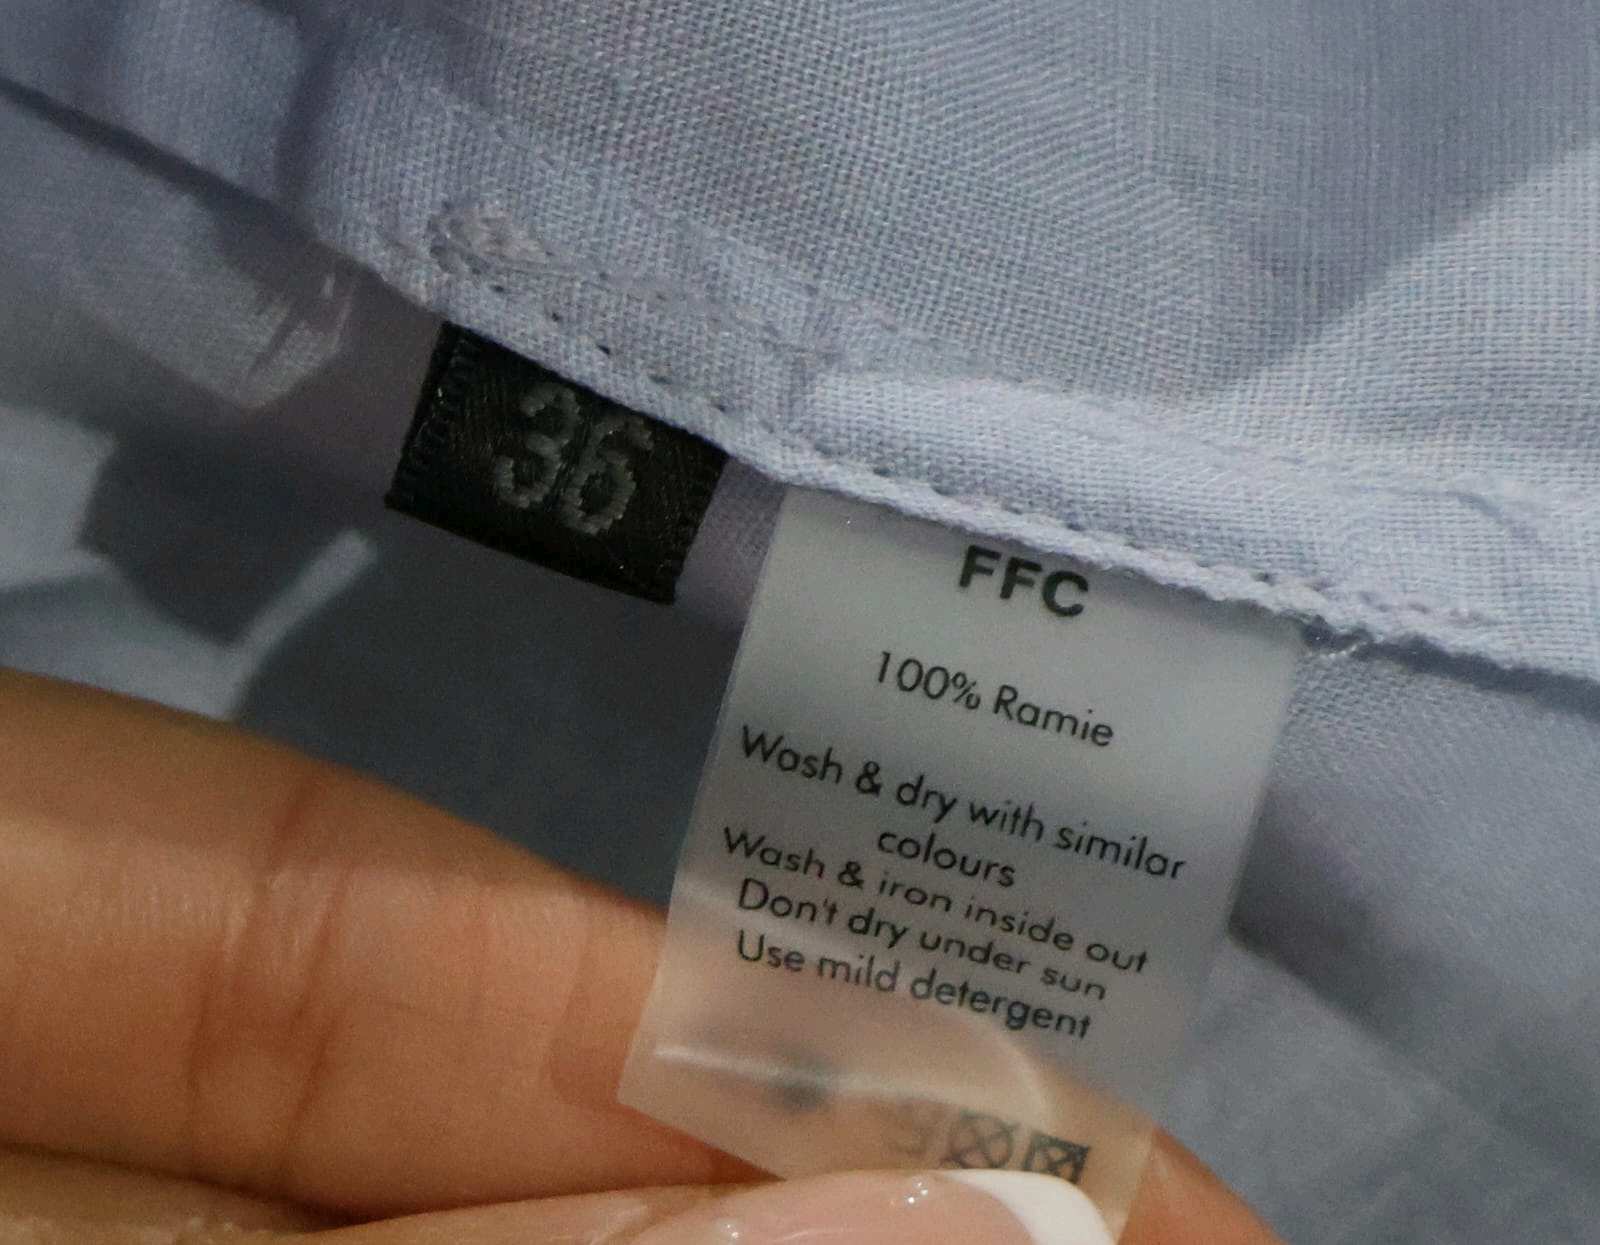 36
FFC
100% Ramie
Wash & dry with similar
colours
Wash & iron inside out
Don't dry under sun
Use mild detergent